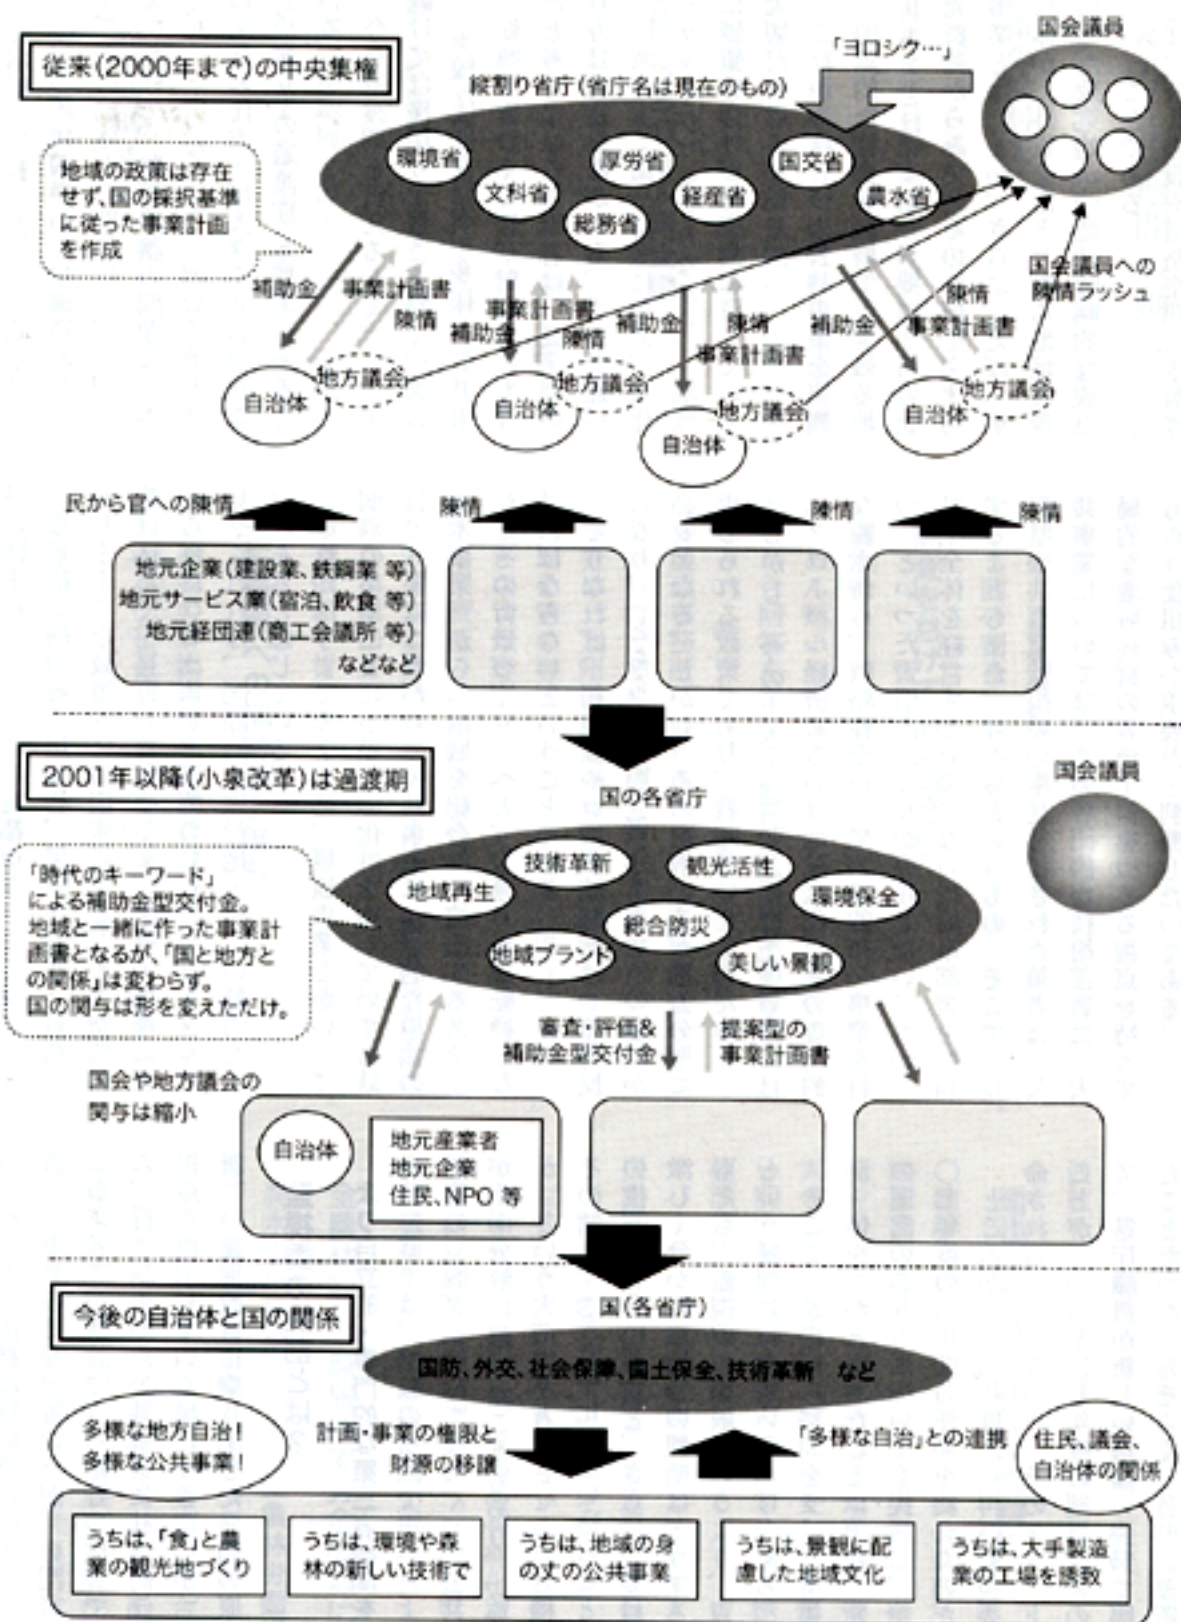 国会議員
従来(2000年まで)の中央集権
「ヨロシク…」
縦割り省庁(省庁名は現在のもの)
環境省
文科省
厚労省
総務省
経産省
国交省
農水省
地域の政策は存在
せず、国の採択基準
に従った事業計画
を作成
国会議員への
陳情ラッシュ
補助金
事業計画書
陳情
補助金
事業計画書
陳情
補助金
陳情
事業計画書
補助金
陳情
事業計画書
自治体
地方議会
自治体
地方議会
自治体
地方議会
自治体
地方議会
民から官への陳情
陳情
陳情
陳情
地元企業(建設業、鉄鋼業 等)
地元サービス業(宿泊、飲食 等)
地元経団連(商工会議所 等)
などなど
2001年以降(小泉改革)は過渡期
国会議員
国の各省庁
地域再生
技術革新
観光活性
環境保全
総合防災
地域ブランド
美しい景観
「時代のキーワード」
による補助金型交付金。
地域と一緒に作った事業計
画書となるが、「国と地方と
の関係」は変わらず。
国の関与は形を変えただけ。
審査・評価&
補助金型交付金
提案型の
事業計画書
国会や地方議会の
関与は縮小
自治体
地元産業者
地元企業
住民、NPO 等
今後の自治体と国の関係
国(各省庁)
国防、外交、社会保障、国土保全、技術革新 など
多様な地方自治!
多様な公共事業!
計画・事業の権限と
財源の移譲
「多様な自治」との連携
住民、議会、
自治体の関係
うちは、「食」と農
業の観光地づくり
うちは、環境や森
林の新しい技術で
うちは、地域の身
の丈の公共事業
うちは、景観に配
慮した地域文化
うちは、大手製造
業の工場を誘致